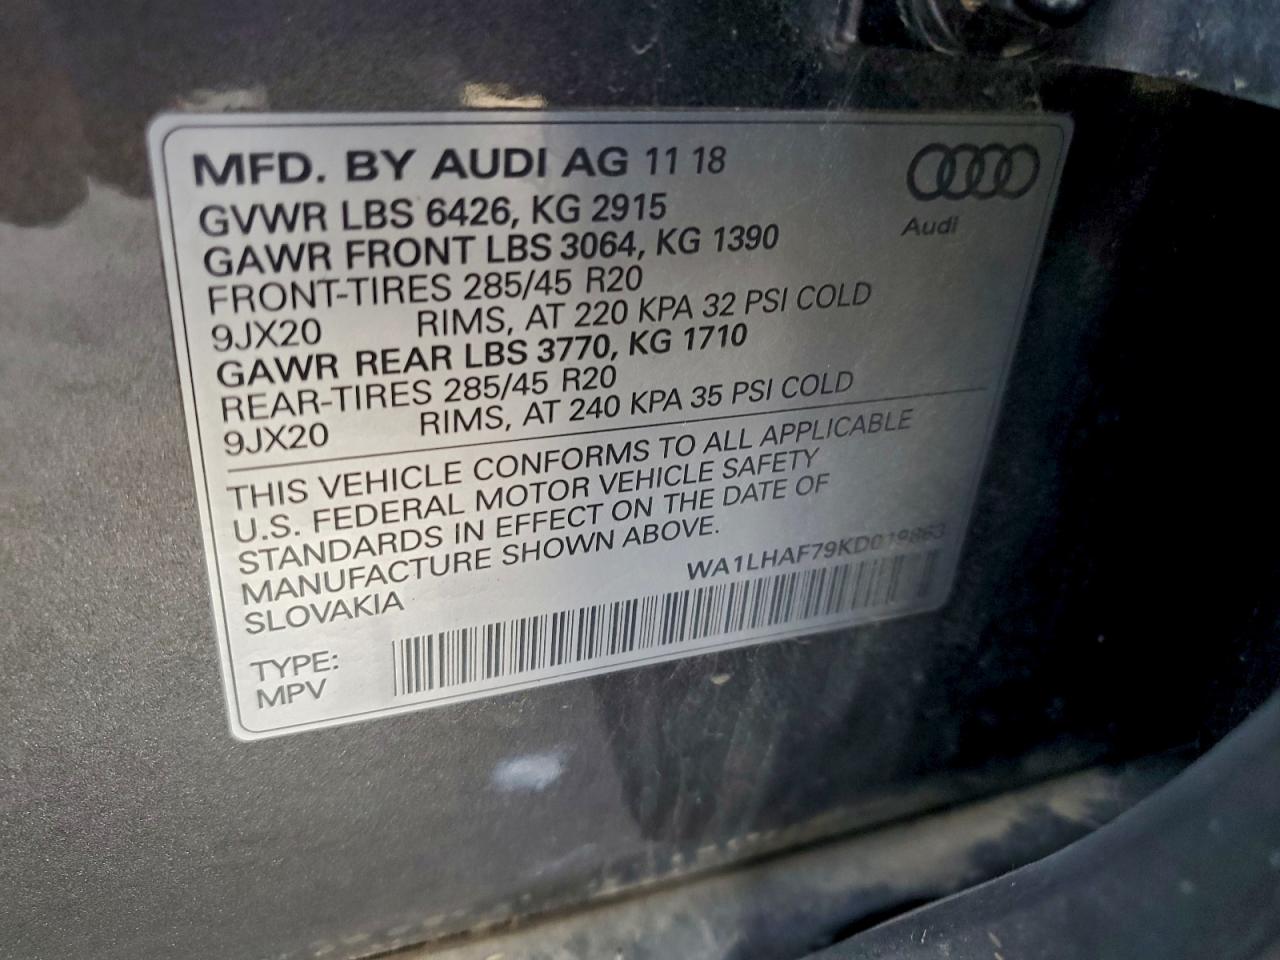 MFD. BY AUDI AG 11 18
GVWR LBS 6426, KG 2915
GAWR FRONT LBS 3064, KG 1390
FRONT-TIRES 285/45 R20
9JX20 RIMS, AT 220 KPA 32 PSI COLD
GAWR REAR LBS 3770, KG 1710
REAR-TIRES 285/45 R20
9JX20 RIMS, AT 240 KPA 35 PSI COLD
Audi
THIS VEHICLE CONFORMS TO ALL APPLICABLE
U.S. FEDERAL MOTOR VEHICLE SAFETY
STANDARDS IN EFFECT ON THE DATE OF
MANUFACTURE SHOWN ABOVE.
SLOVAKIA
TYPE:
MPV